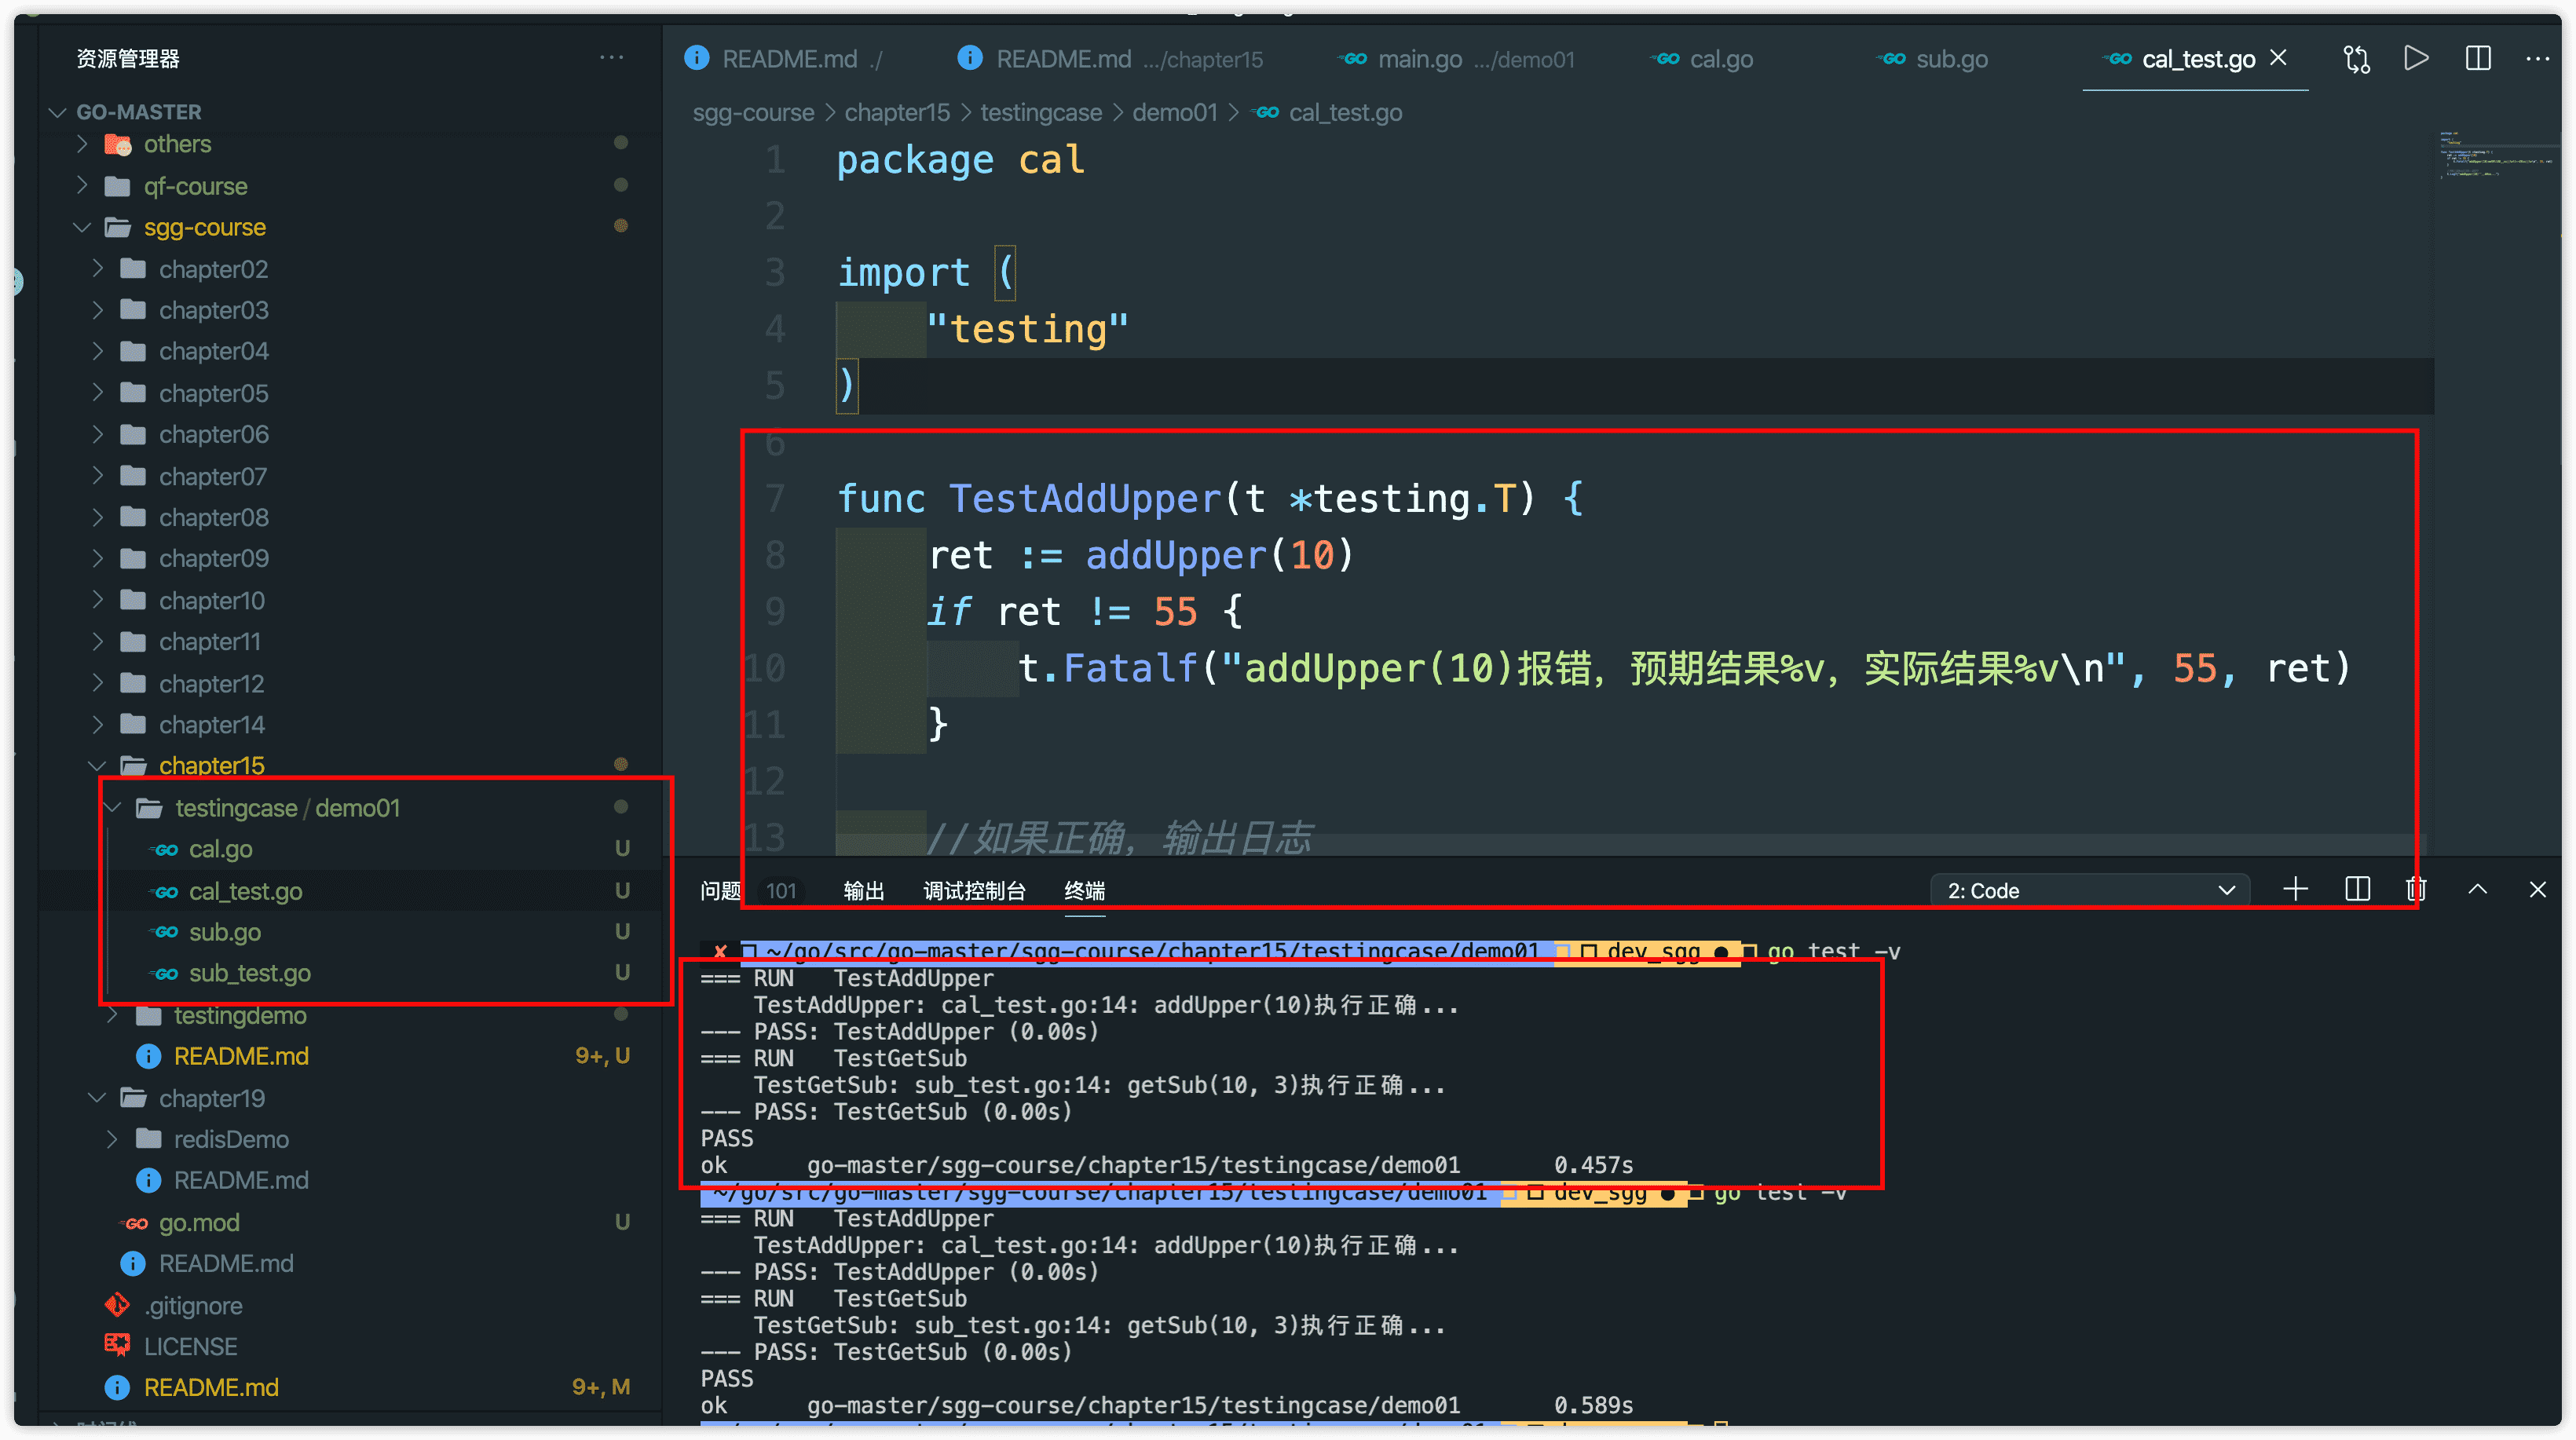 资源管理器
GO-MASTER
others
qf-course
sgg-course
chapter02
chapter03
chapter04
chapter05
chapter06
chapter07
chapter08
chapter09
chapter10
chapter11
chapter12
chapter14
chapter15
testingcase / demo01
cal.go U
cal_test.go U
sub.go U
sub_test.go U
testingdemo
README.md 9+, U
chapter19
redisDemo
README.md
go.mod U
README.md
.gitignore
LICENSE
README.md 9+, M
README.md ./ README.md .../chapter15 main.go .../demo01 cal.go sub.go cal_test.go
sgg-course > chapter15 > testingcase > demo01 > cal_test.go
1 package cal
2
3 import (
4 "testing"
5 )
6
7 func TestAddUpper(t *testing.T) {
8 ret := addUpper(10)
9 if ret != 55 {
10 t.Fatalf("addUpper(10)报错，预期结果%v，实际结果%v\n", 55, ret)
11 }
12
13 //如果正确，输出日志
问题 101 输出 调试控制台 终端 2: Code
✗ ~/go/src/go-master/sgg-course/chapter15/testingcase/demo01 dev_sgg ● go test -v
=== RUN TestAddUpper
TestAddUpper: cal_test.go:14: addUpper(10)执行正确...
--- PASS: TestAddUpper (0.00s)
=== RUN TestGetSub
TestGetSub: sub_test.go:14: getSub(10, 3)执行正确...
--- PASS: TestGetSub (0.00s)
PASS
ok go-master/sgg-course/chapter15/testingcase/demo01 0.457s
~/go/src/go-master/sgg-course/chapter15/testingcase/demo01 dev_sgg ● go test -v
=== RUN TestAddUpper
TestAddUpper: cal_test.go:14: addUpper(10)执行正确...
--- PASS: TestAddUpper (0.00s)
=== RUN TestGetSub
TestGetSub: sub_test.go:14: getSub(10, 3)执行正确...
--- PASS: TestGetSub (0.00s)
PASS
ok go-master/sgg-course/chapter15/testingcase/demo01 0.589s